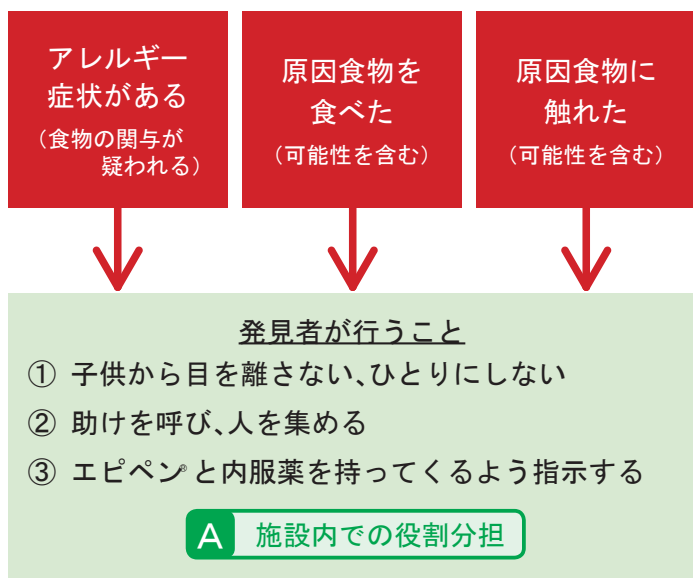 アレルギー
症状がある
(食物の関与が
疑われる)
原因食物を
食べた
(可能性を含む)
原因食物に
触れた
(可能性を含む)
発見者が行うこと
① 子供から目を離さない、ひとりにしない
② 助けを呼び、人を集める
③ エピペン®と内服薬を持ってくるよう指示する
A 施設内での役割分担